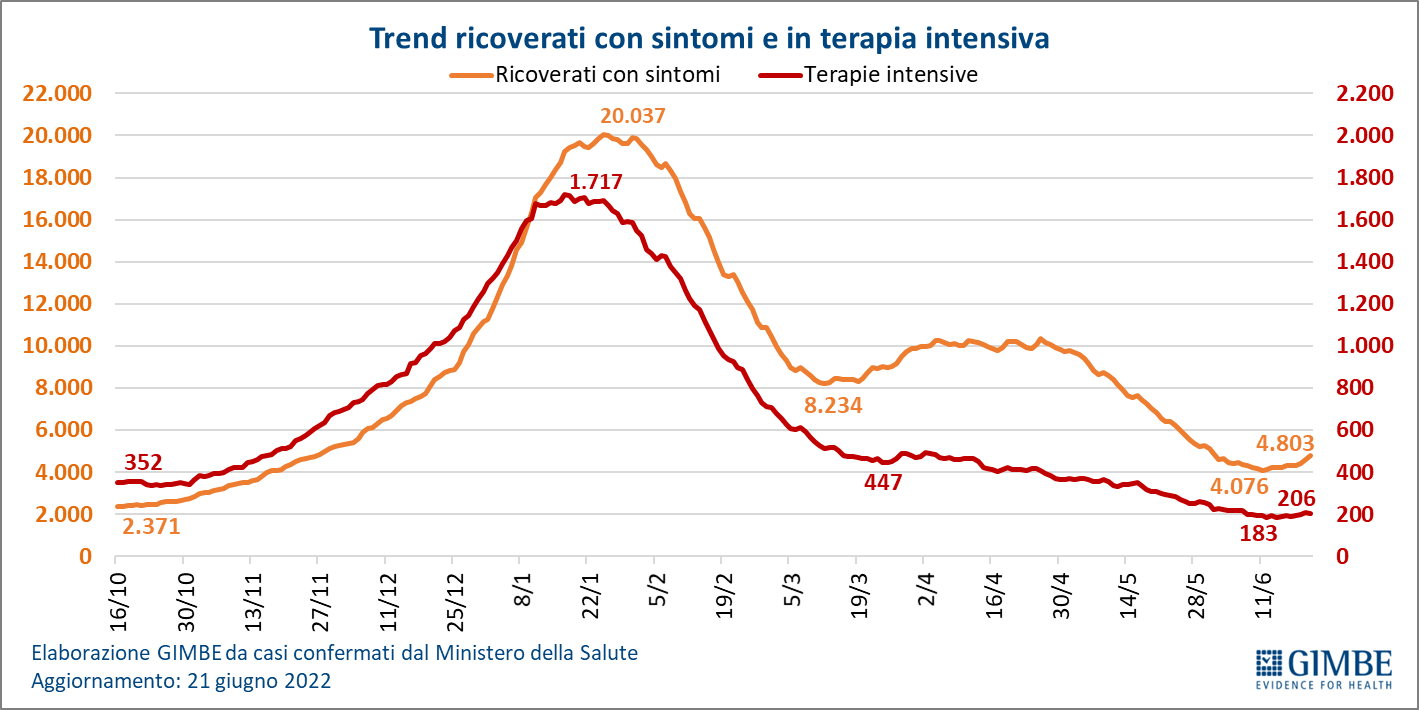 Trend ricoverati con sintomi e in terapia intensiva
Ricoverati con sintomi Terapie intensive
22.000 2.200
20.000 20.037 2.000
18.000 1.717 1.800
16.000 1.600
14.000 1.400
12.000 1.200
10.000 1.000
8.000 8.234 800
6.000 4.803 600
4.000 352 447 4.076 206 400
2.000 2.371 183 200
0 0
16/10 30/10 13/11 27/11 11/12 25/12 8/1 22/1 5/2 19/2 5/3 19/3 2/4 16/4 30/4 14/5 28/5 11/6
Elaborazione GIMBE da casi confermati dal Ministero della Salute
Aggiornamento: 21 giugno 2022
GIMBE
EVIDENCE FOR HEALTH